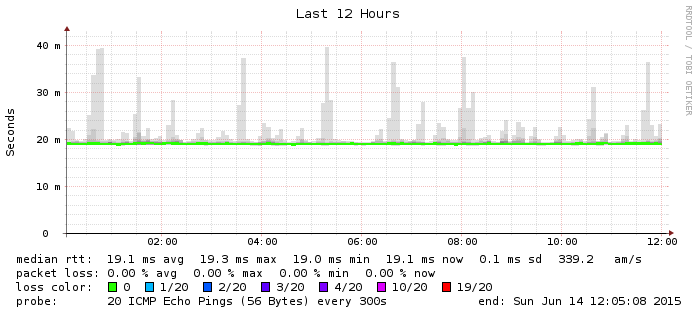 Last 12 Hours
RRDTOOL / TOBI OETIKER
Seconds
40 m
30 m
20 m
10 m
0
02:00 04:00 06:00 08:00 10:00 12:00
median rtt: 19.1 ms avg 19.3 ms max 19.0 ms min 19.1 ms now 0.1 ms sd 339.2 am/s
packet loss: 0.00 % avg 0.00 % max 0.00 % min 0.00 % now
loss color: 0 1/20 2/20 3/20 4/20 10/20 19/20
probe: 20 ICMP Echo Pings (56 Bytes) every 300s end: Sun Jun 14 12:05:08 2015